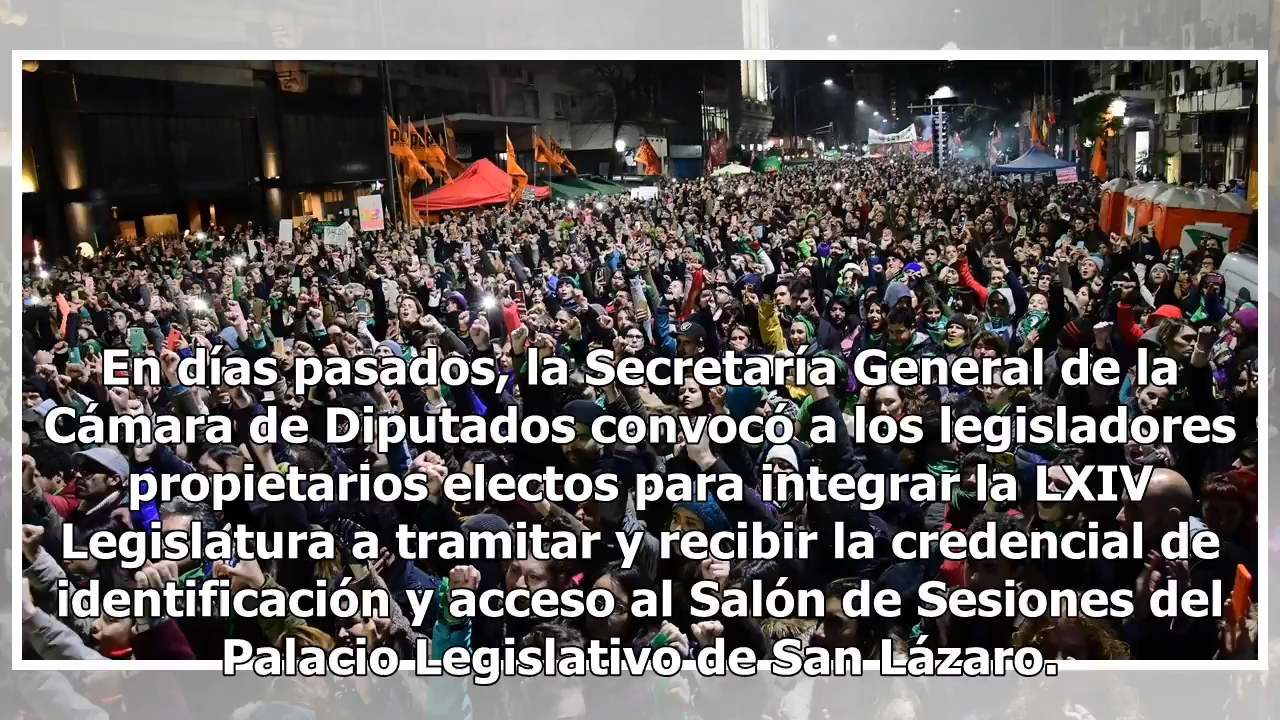 En días pasados, la Secretaría General de la
Cámara de Diputados convocó a los legisladores
propietarios electos para integrar la LXIV
Legislatura a tramitar y recibir la credencial de
identificación y acceso al Salón de Sesiones del
Palacio Legislativo de San Lázaro.